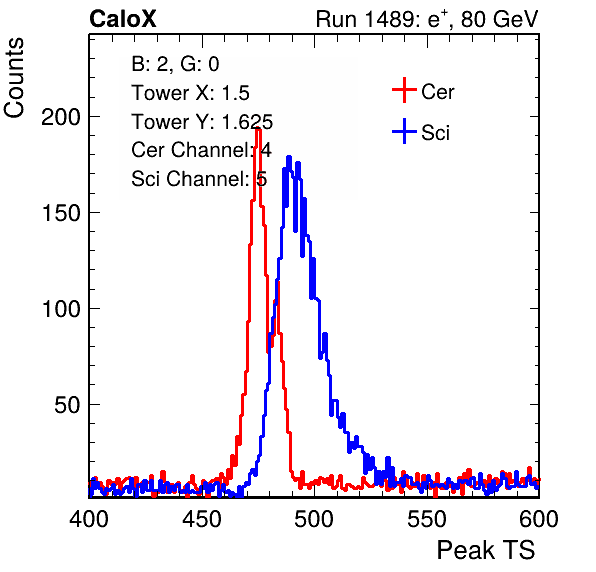 CaloX Run 1489: e⁺, 80 GeV
Counts
B: 2, G: 0
Tower X: 1.5
Tower Y: 1.625
Cer Channel: 4
Sci Channel: 5
Cer
Sci
200
150
100
50
400 450 500 550 600
Peak TS